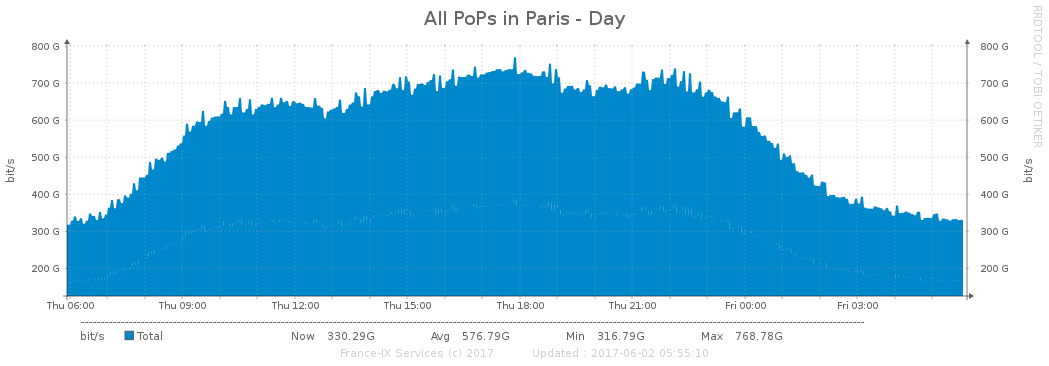 All PoPs in Paris - Day
RRDTOOL / TOBI OETIKER
bit/s
bit/s
800 G 800 G
700 G 700 G
600 G 600 G
500 G 500 G
400 G 400 G
300 G 300 G
200 G 200 G
Thu 06:00 Thu 09:00 Thu 12:00 Thu 15:00 Thu 18:00 Thu 21:00 Fri 00:00 Fri 03:00
bit/s Total Now 330.29G Avg 576.79G Min 316.79G Max 768.78G
France-IX Services (c) 2017 Updated : 2017-06-02 05:55:10